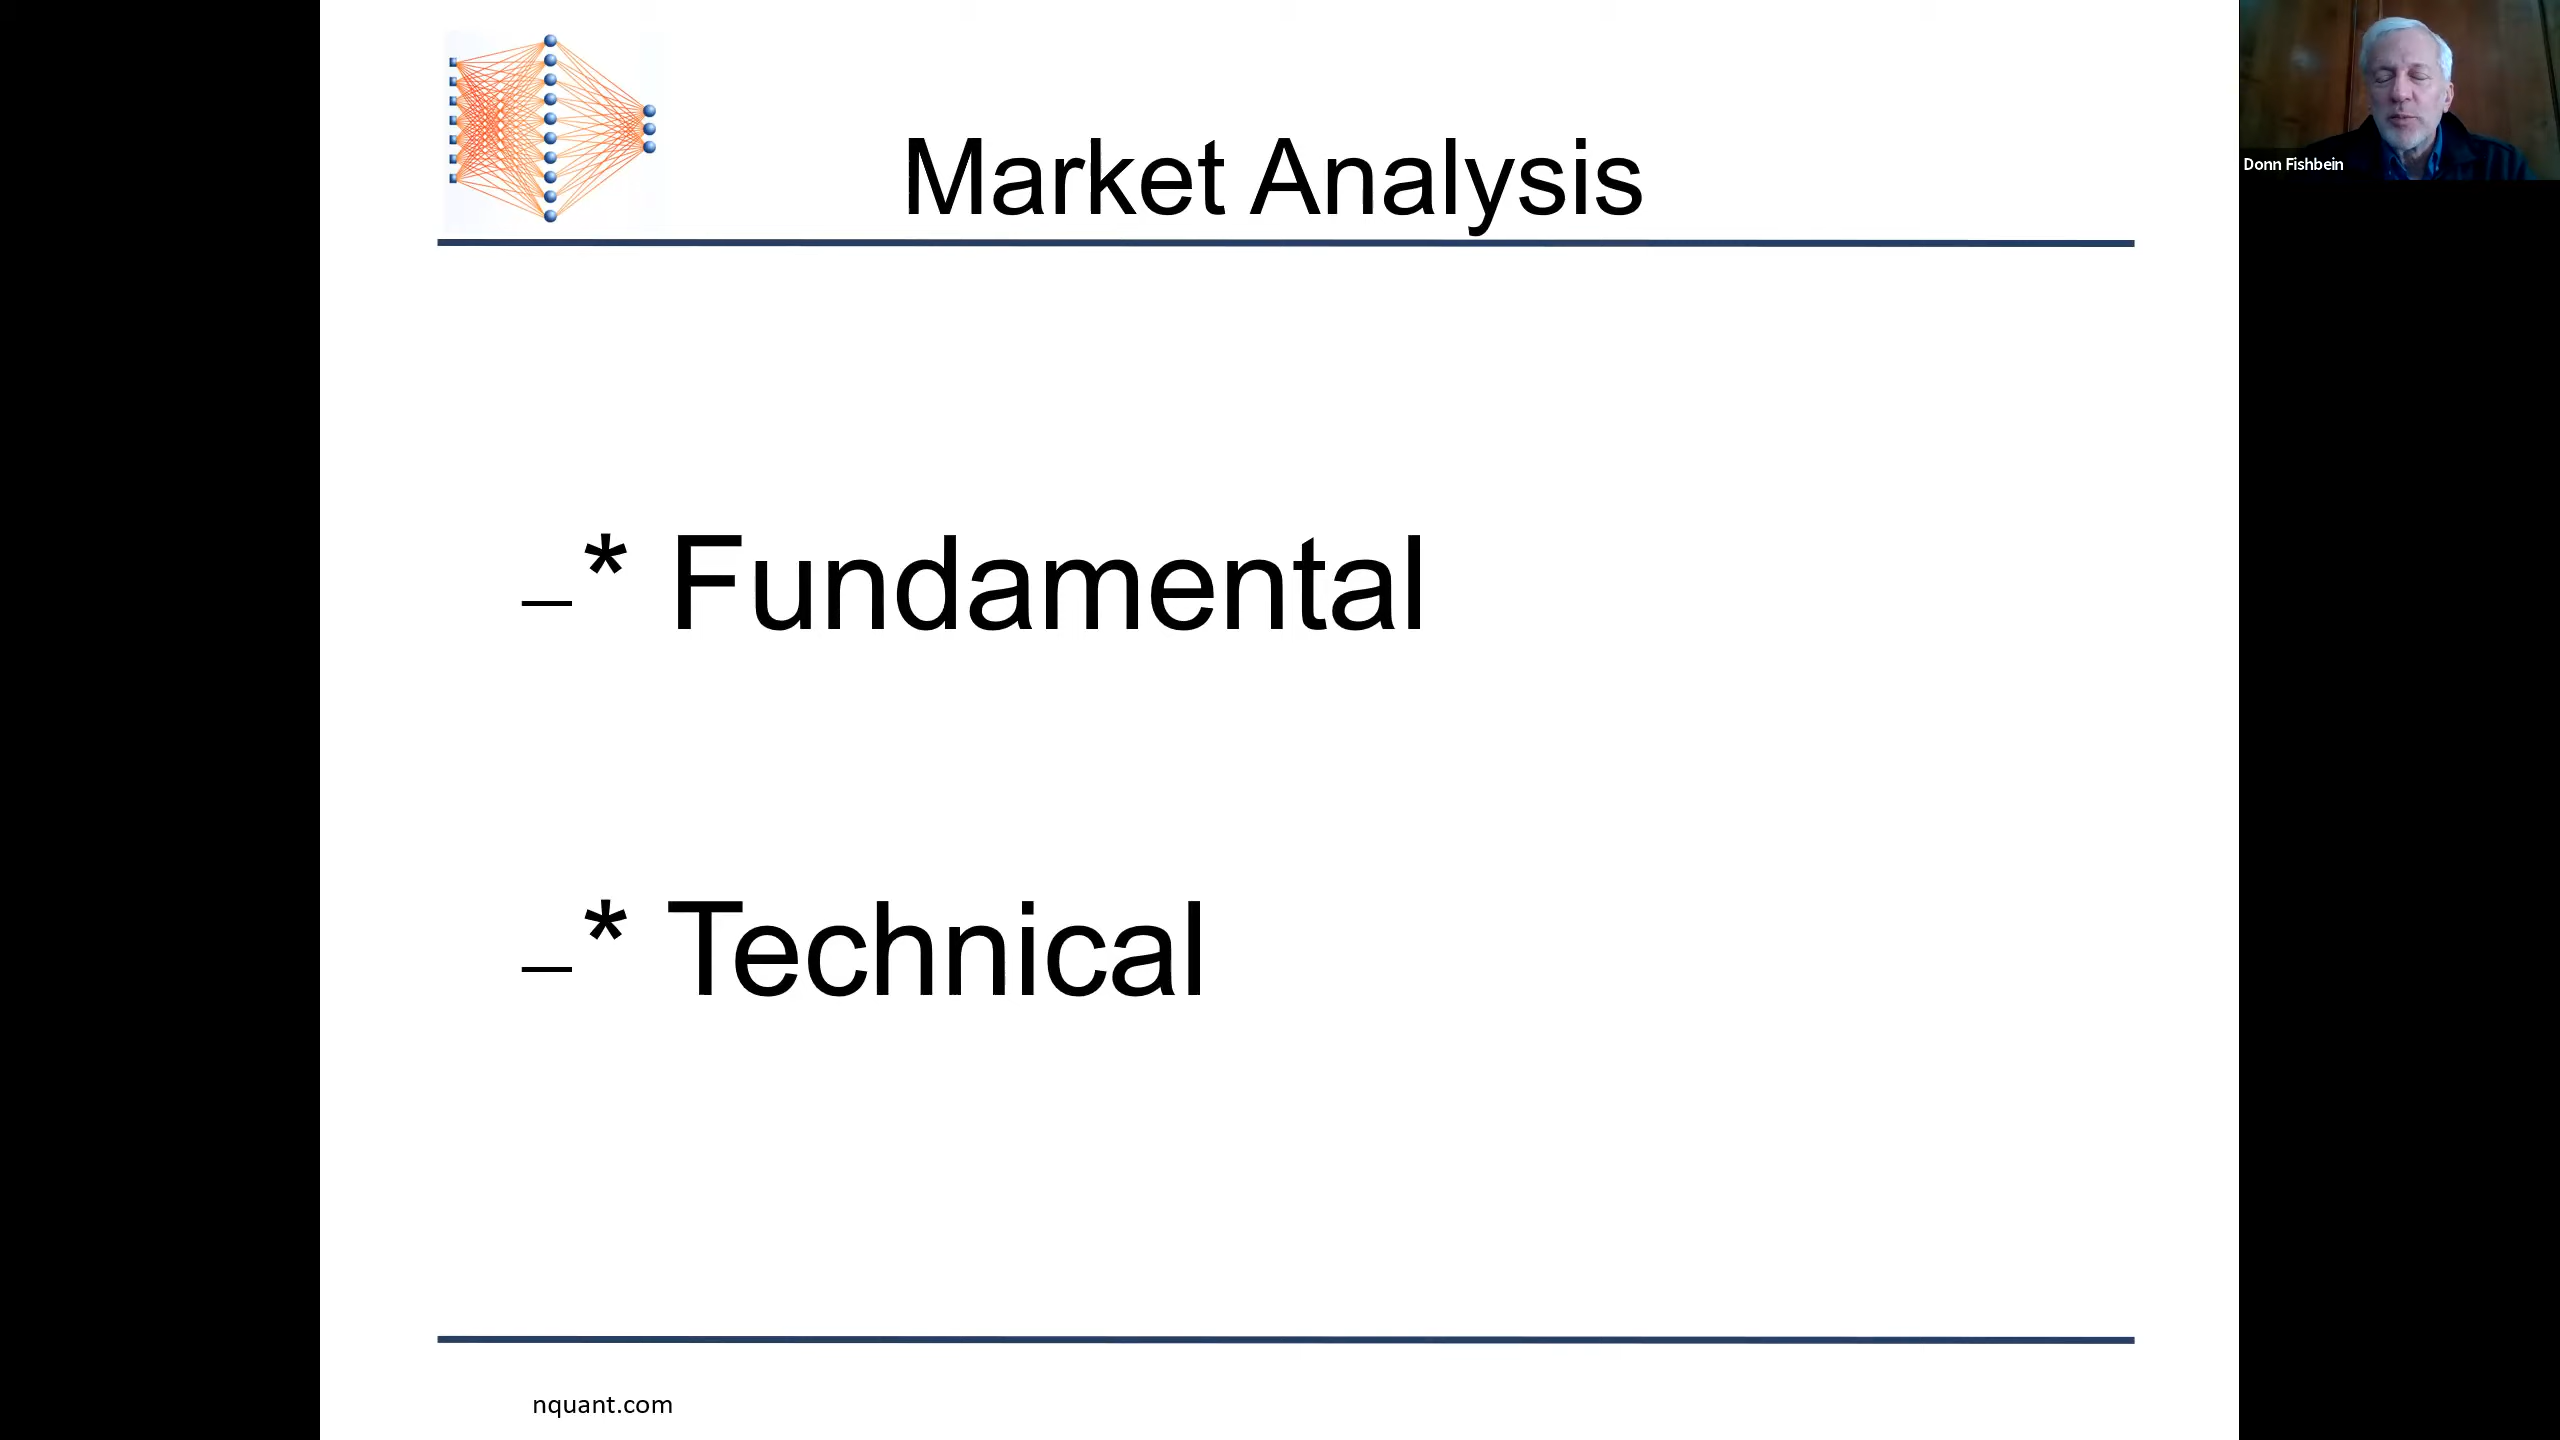 Market Analysis
Donn Fishbein
–* Fundamental
–* Technical
nquant.com